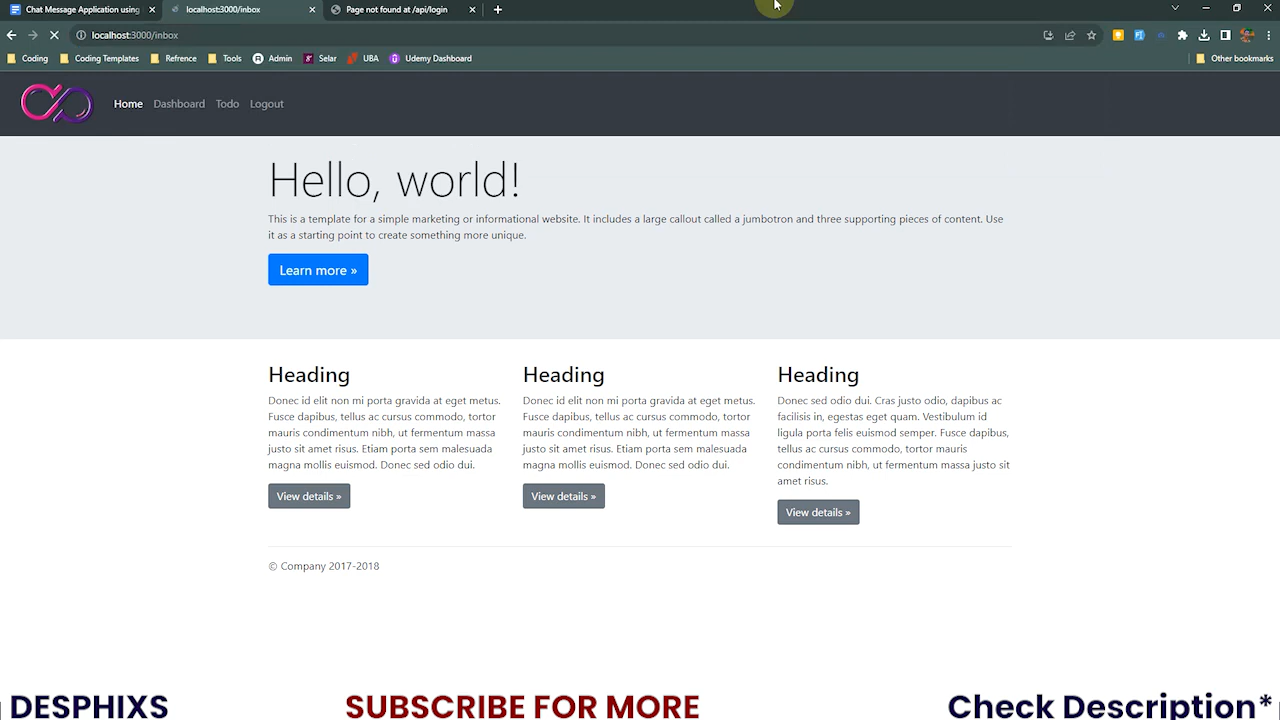 Chat Message Application using
localhost:3000/inbox
Page not found at /api/login
localhost:3000/inbox
Coding
Coding Templates
Refrence
Tools
Admin
Selar
UBA
Udemy Dashboard
Other bookmarks
Home
Dashboard
Todo
Logout
Hello, world!
This is a template for a simple marketing or informational website. It includes a large callout called a jumbotron and three supporting pieces of content. Use
it as a starting point to create something more unique.
Learn more »
Heading
Donec id elit non mi porta gravida at eget metus.
Fusce dapibus, tellus ac cursus commodo, tortor
mauris condimentum nibh, ut fermentum massa
justo sit amet risus. Etiam porta sem malesuada
magna mollis euismod. Donec sed odio dui.
View details »
Heading
Donec id elit non mi porta gravida at eget metus.
Fusce dapibus, tellus ac cursus commodo, tortor
mauris condimentum nibh, ut fermentum massa
justo sit amet risus. Etiam porta sem malesuada
magna mollis euismod. Donec sed odio dui.
View details »
Heading
Donec sed odio dui. Cras justo odio, dapibus ac
facilisis in, egestas eget quam. Vestibulum id
ligula porta felis euismod semper. Fusce dapibus,
tellus ac cursus commodo, tortor mauris
condimentum nibh, ut fermentum massa justo sit
amet risus.
View details »
© Company 2017-2018
DESPHIXS
SUBSCRIBE FOR MORE
Check Description*